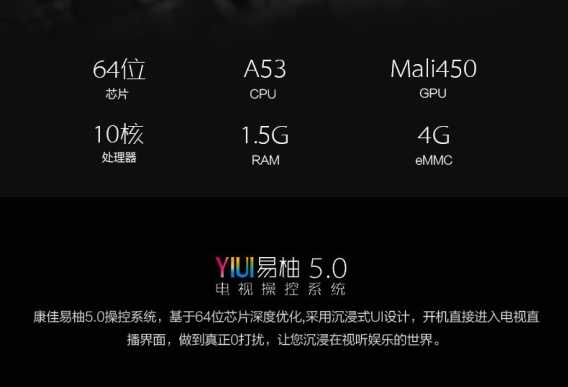 64位 A53 Mali450
芯片 CPU GPU
10核 1.5G 4G
处理器 RAM eMMC
YIUI易柚 5.0
电视操控系统
康佳易柚5.0操控系统，基于64位芯片深度优化,采用沉浸式UI设计，开机直接进入电视直
播界面，做到真正0打扰，让您沉浸在视听娱乐的世界。